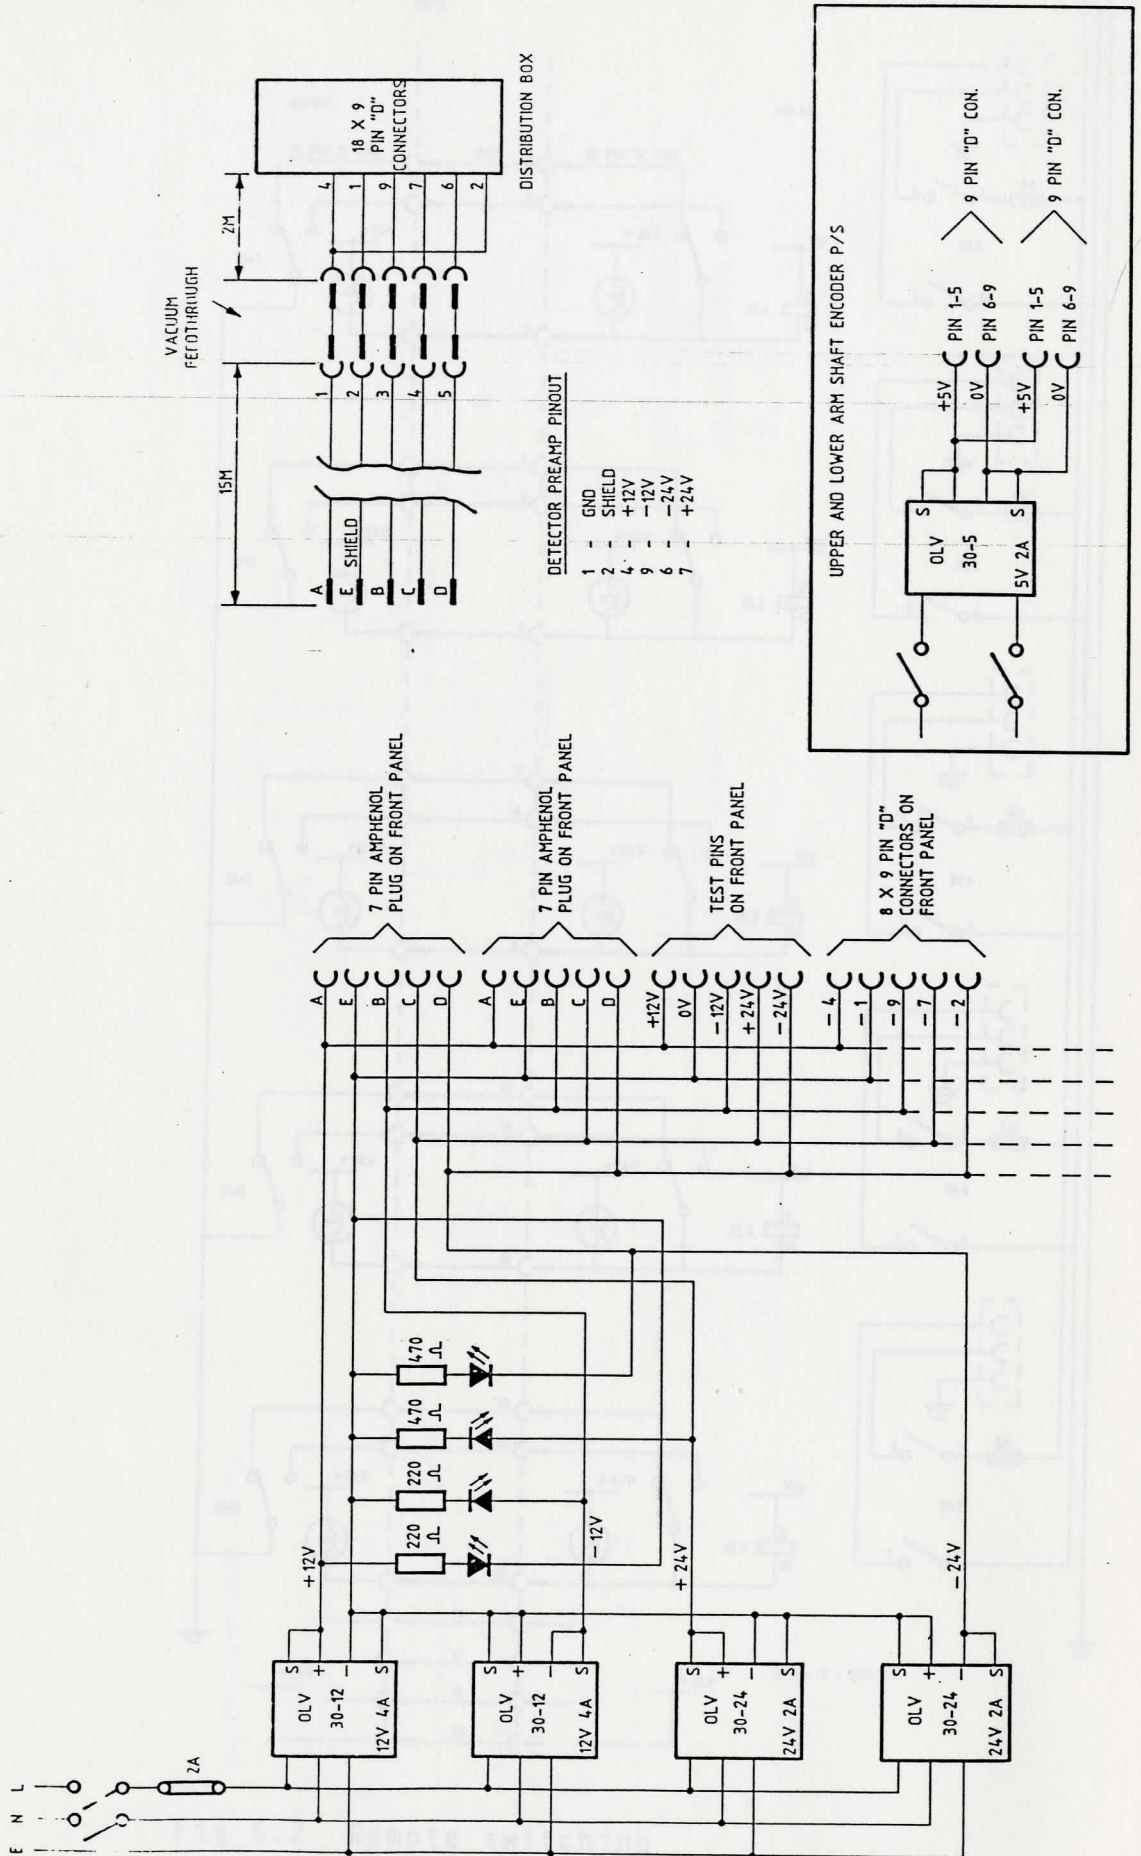 E N L
2A
OLV
30-12
12V 4A
S
+
−
S
OLV
30-12
12V 4A
S
+
−
S
OLV
30-24
24V 2A
S
+
−
S
OLV
30-24
24V 2A
S
+
−
S
+12V
−12V
+24V
−24V
220
Ω
220
Ω
470
Ω
470
Ω
A
E
B
C
D
7 PIN AMPHENOL
PLUG ON FRONT PANEL
A
E
B
C
D
7 PIN AMPHENOL
PLUG ON FRONT PANEL
+12V
0V
−12V
+24V
−24V
TEST PINS
ON FRONT PANEL
−4
−1
−9
−7
−2
8 X 9 PIN "D"
CONNECTORS ON
FRONT PANEL
15M
VACUUM
FEEDTHROUGH
2M
A
E SHIELD
B
C
D
1
2
3
4
5
4
1
9
7
6
2
18 X 9
PIN "D"
CONNECTORS
DISTRIBUTION BOX
DETECTOR PREAMP PINOUT
1 - GND
2 - SHIELD
4 - +12V
9 - −12V
6 - −24V
7 - +24V
UPPER AND LOWER ARM SHAFT ENCODER P/S
OLV
30-5
5V 2A
S
S
+5V
0V
+5V
0V
PIN 1-5
PIN 6-9
PIN 1-5
PIN 6-9
9 PIN "D" CON.
9 PIN "D" CON.
Fig 5.2 Remote switching